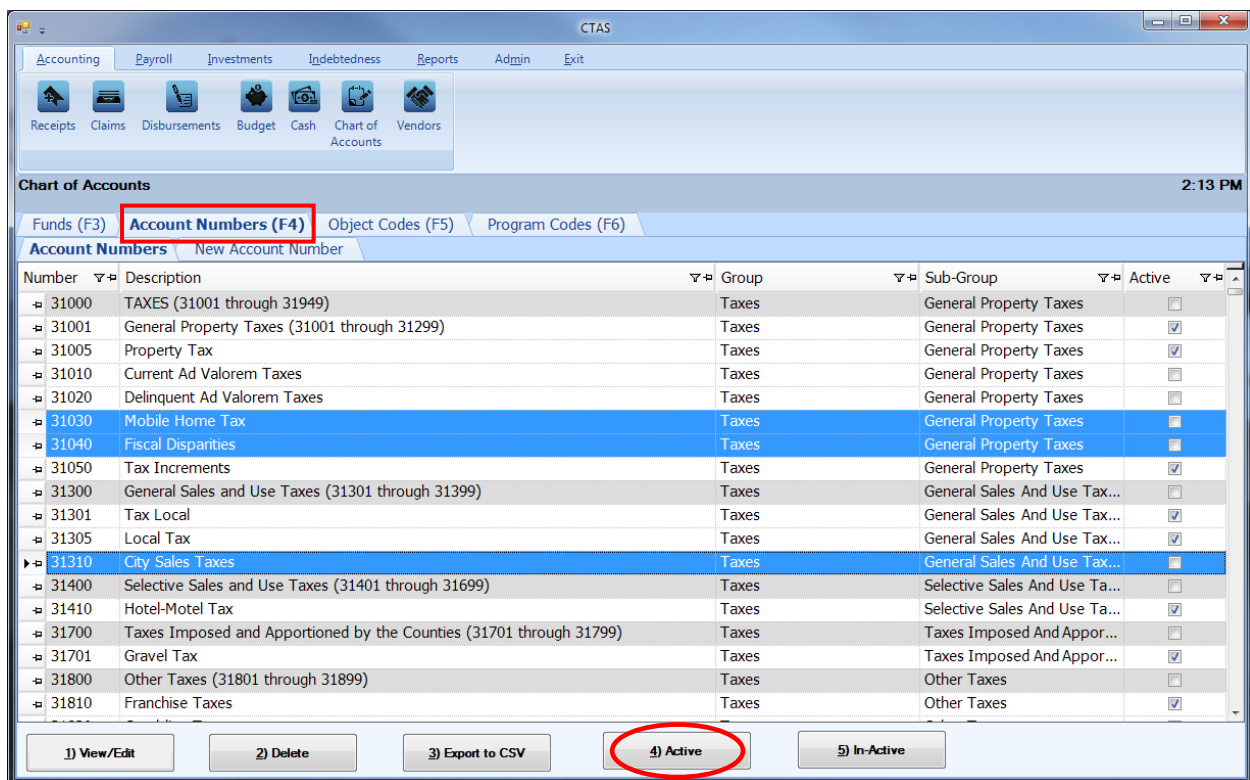 CTAS
Accounting Payroll Investments Indebtedness Reports Admin Exit
Receipts Claims Disbursements Budget Cash Chart of Accounts Vendors
Chart of Accounts 2:13 PM
Funds (F3) Account Numbers (F4) Object Codes (F5) Program Codes (F6)
Account Numbers New Account Number
Number Description Group Sub-Group Active
31000 TAXES (31001 through 31949) Taxes General Property Taxes
31001 General Property Taxes (31001 through 31299) Taxes General Property Taxes
31005 Property Tax Taxes General Property Taxes
31010 Current Ad Valorem Taxes Taxes General Property Taxes
31020 Delinquent Ad Valorem Taxes Taxes General Property Taxes
31030 Mobile Home Tax Taxes General Property Taxes
31040 Fiscal Disparities Taxes General Property Taxes
31050 Tax Increments Taxes General Property Taxes
31300 General Sales and Use Taxes (31301 through 31399) Taxes General Sales And Use Tax...
31301 Tax Local Taxes General Sales And Use Tax...
31305 Local Tax Taxes General Sales And Use Tax...
31310 City Sales Taxes Taxes General Sales And Use Tax...
31400 Selective Sales and Use Taxes (31401 through 31699) Taxes Selective Sales And Use Ta...
31410 Hotel-Motel Tax Taxes Selective Sales And Use Ta...
31700 Taxes Imposed and Apportioned by the Counties (31701 through 31799) Taxes Taxes Imposed And Appor...
31701 Gravel Tax Taxes Taxes Imposed And Appor...
31800 Other Taxes (31801 through 31899) Taxes Other Taxes
31810 Franchise Taxes Taxes Other Taxes
1) View/Edit 2) Delete 3) Export to CSV 4) Active 5) In-Active